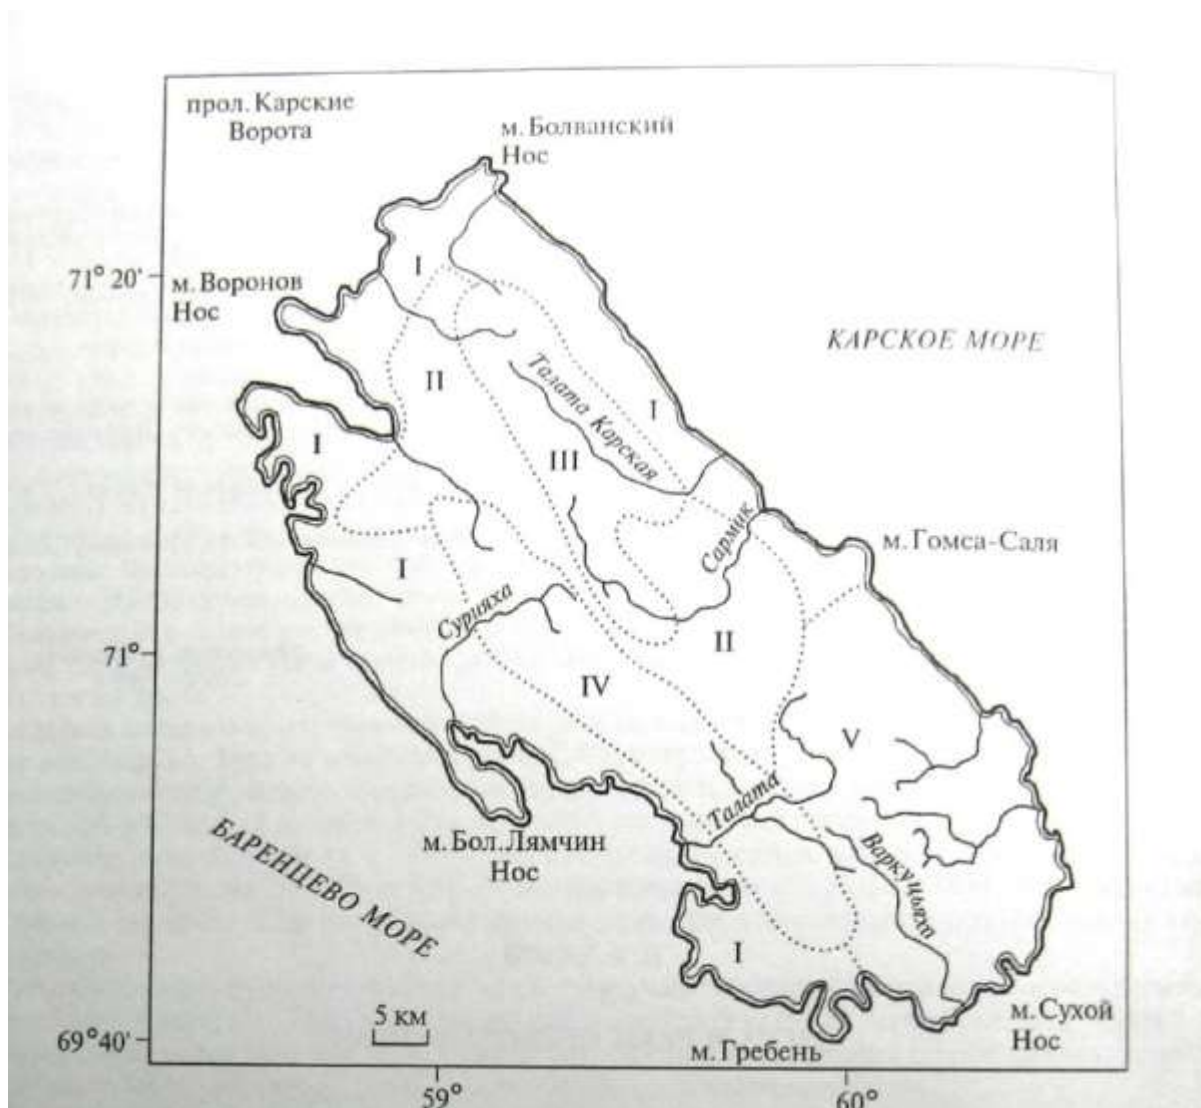 прол. Карские
Ворота
м. Болванский
Нос
71° 20'
м. Воронов
Нос
I
КАРСКОЕ МОРЕ
II
Талата Карская
I
I
III
Сармик
м. Гомса-Саля
I
Сурияха
71°
II
IV
V
Талата
м. Бол. Лямчин
Нос
БАРЕНЦЕВО МОРЕ
Варкуцьяха
I
5 км
м. Сухой
Нос
69° 40'
м. Гребень
59°
60°